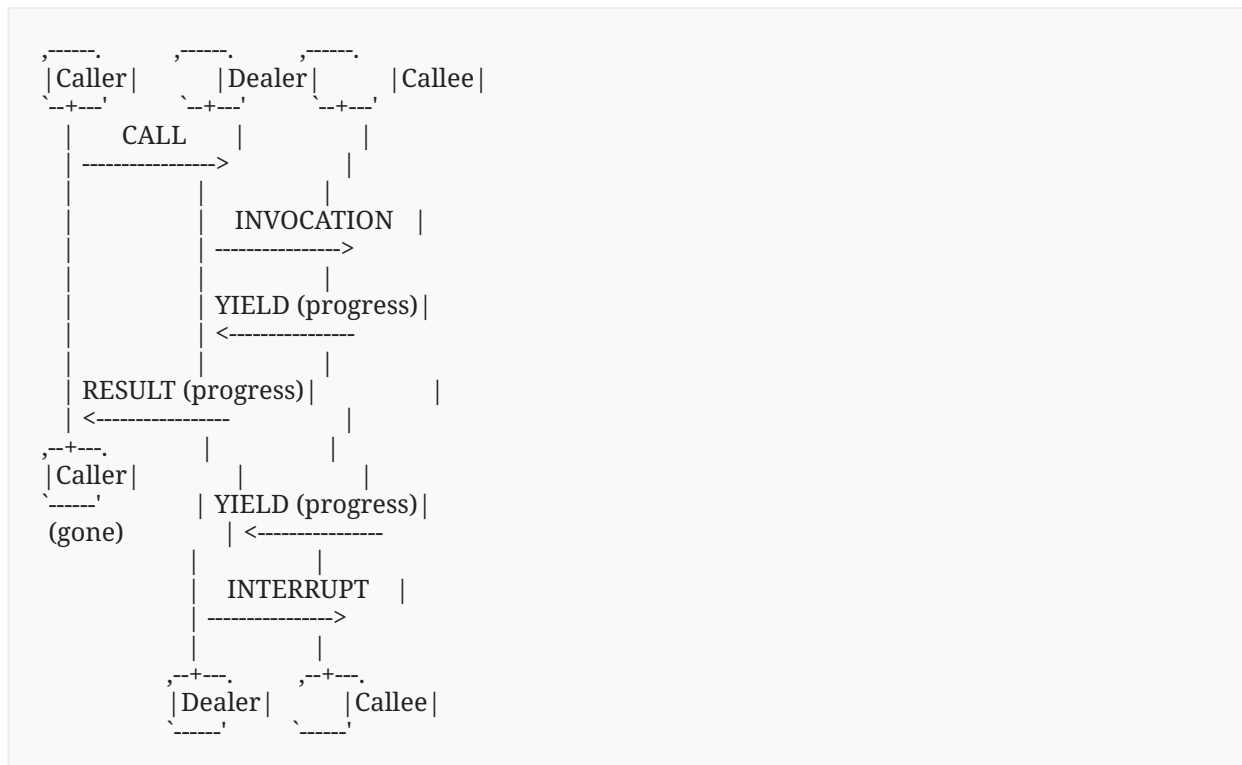 ,------.          ,------.          ,------.
|Caller|          |Dealer|          |Callee|
`--+---'          `--+---'          `--+---'
   |       CALL       |                |
   | ----------------->                |
   |                  |                |
   |                  |    INVOCATION   |
   |                  | ---------------->
   |                  |                |
   |                  | YIELD (progress)|
   |                  | <----------------
   |                  |                |
   | RESULT (progress)|                |
   | <-----------------                |
,--+---.              |                |
|Caller|              |                |
`------'              | YIELD (progress)|
 (gone)               | <----------------
                      |                |
                      |    INTERRUPT    |
                      | ---------------->
                      |                |
                   ,--+---.         ,--+---.
                   |Dealer|         |Callee|
                   `------'         `------'